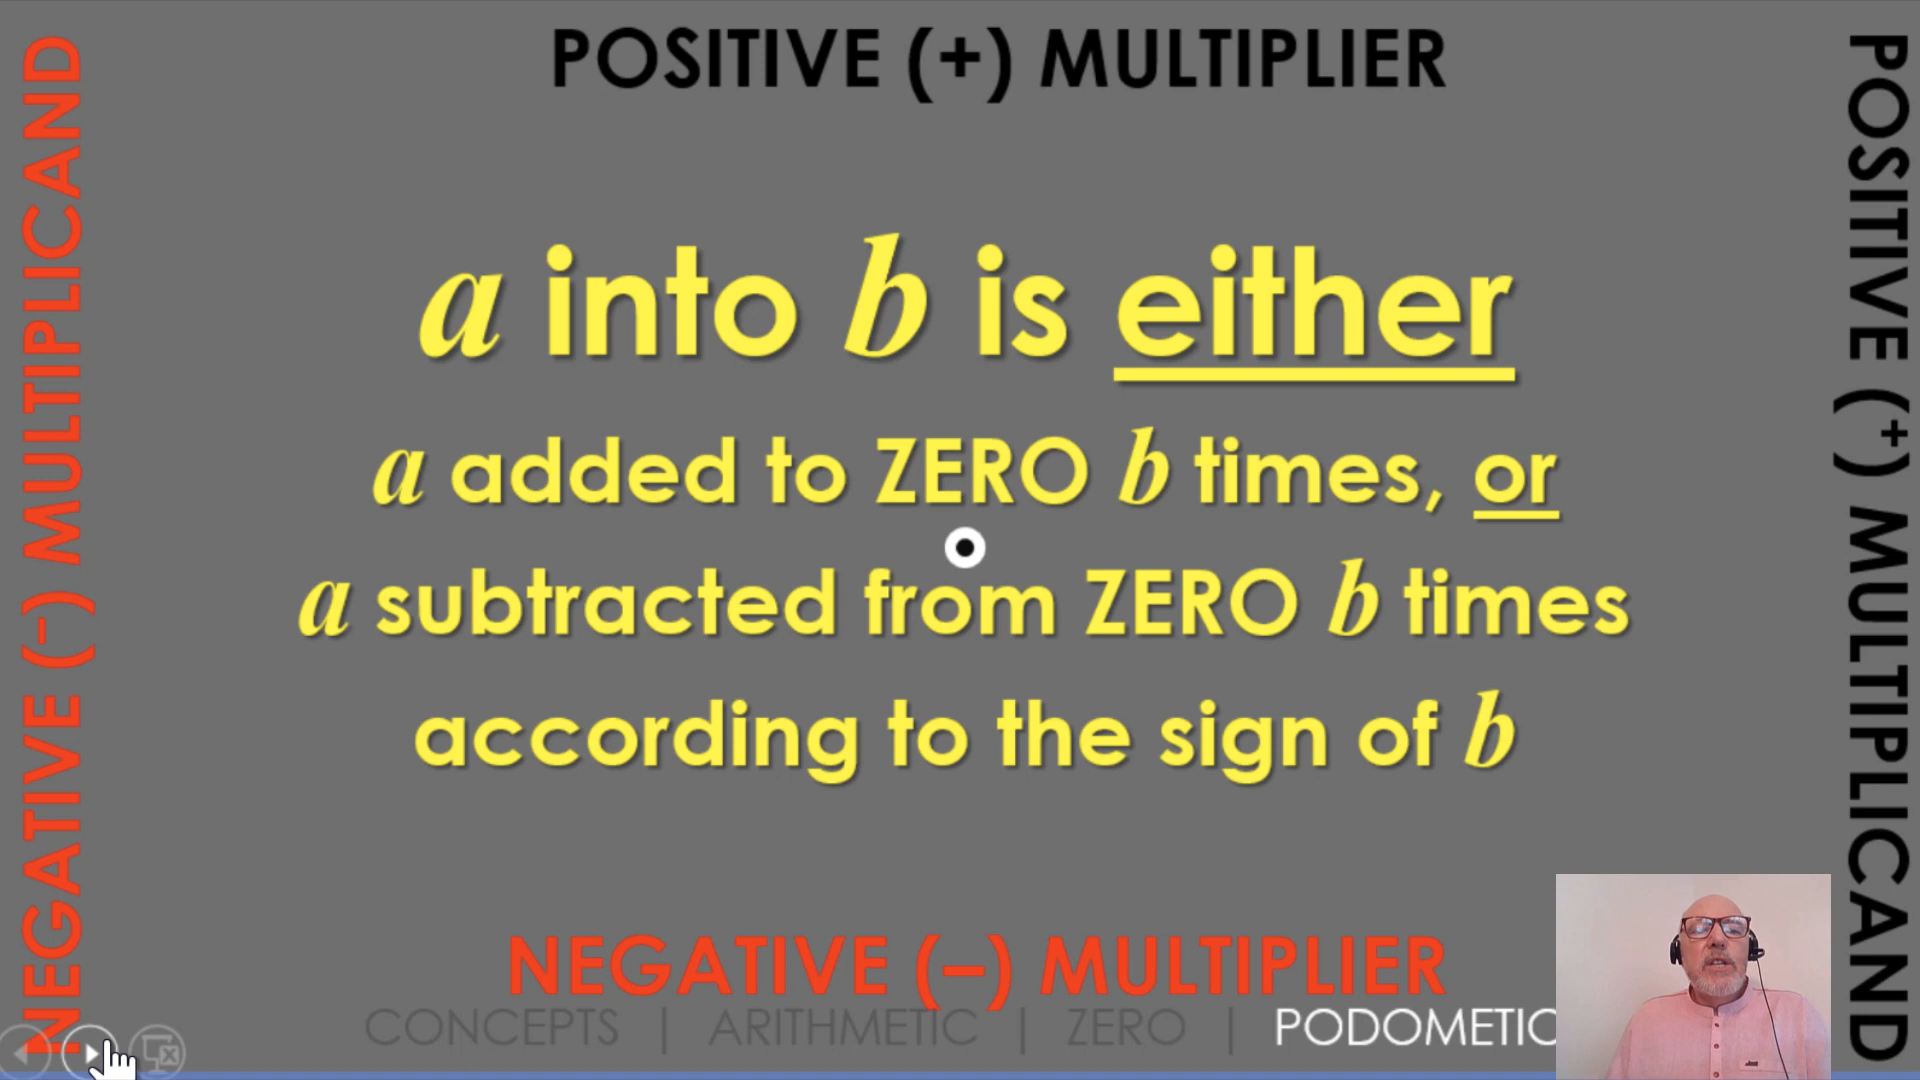 POSITIVE (+) MULTIPLIER
NEGATIVE (–) MULTIPLICAND
a into b is either
a added to ZERO b times, or
a subtracted from ZERO b times
according to the sign of b
POSITIVE (+) MULTIPLICAND
NEGATIVE (–) MULTIPLIER
CONCEPTS | ARITHMETIC | ZERO | PODOMETIC